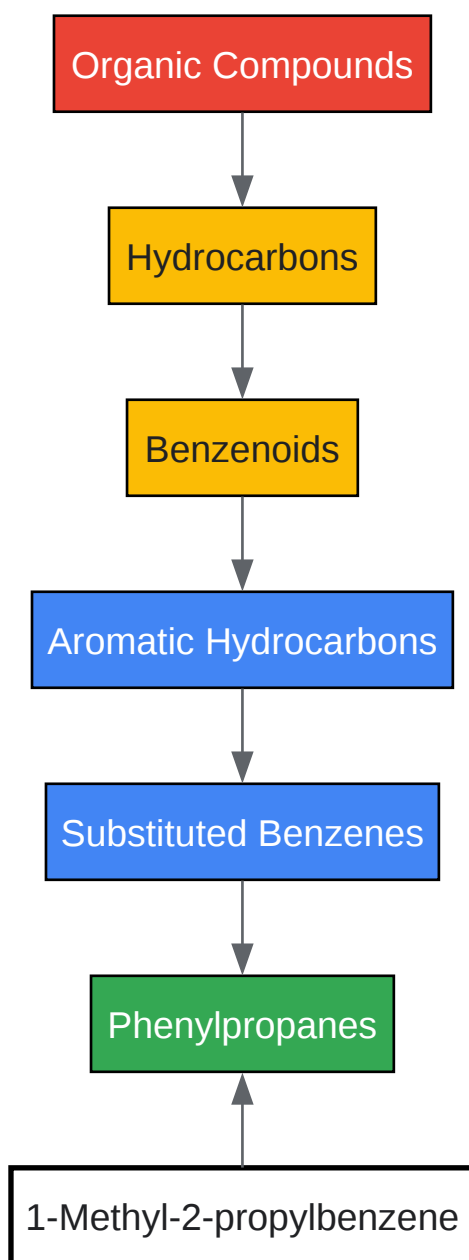 Organic Compounds
Hydrocarbons
Benzenoids
Aromatic Hydrocarbons
Substituted Benzenes
Phenylpropanes
1-Methyl-2-propylbenzene